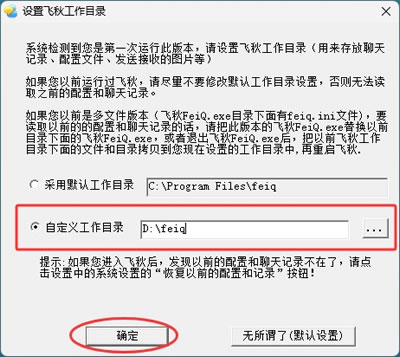 设置飞秋工作目录
系统检测到您是第一次运行此版本，请设置飞秋工作目录（用来存放聊天
记录、配置文件、发送接收的图片等）
如果您以前运行过飞秋，请尽量不要修改默认工作目录设置，否则无法读
取之前的配置和聊天记录。
如果您以前是多文件版本（飞秋FeiQ.exe目录下面有feiq.ini文件），要
读取以前的的配置和聊天记录的话，请把此版本的飞秋FeiQ.exe替换以前
目录下面的飞秋FeiQ.exe，或者退出飞秋FeiQ.exe后，把以前飞秋工作目
录下面的文件和目录拷贝到您现在设置的工作目录中,再重启飞秋.
采用默认工作目录 C:\Program Files\feiq
自定义工作目录 D:\feiq ...
提示:如果您进入飞秋后，发现以前的配置和聊天记录不在了，请点
击设置中的系统设置的“恢复以前的配置和记录”按钮！
确定 无所谓了(默认设置)